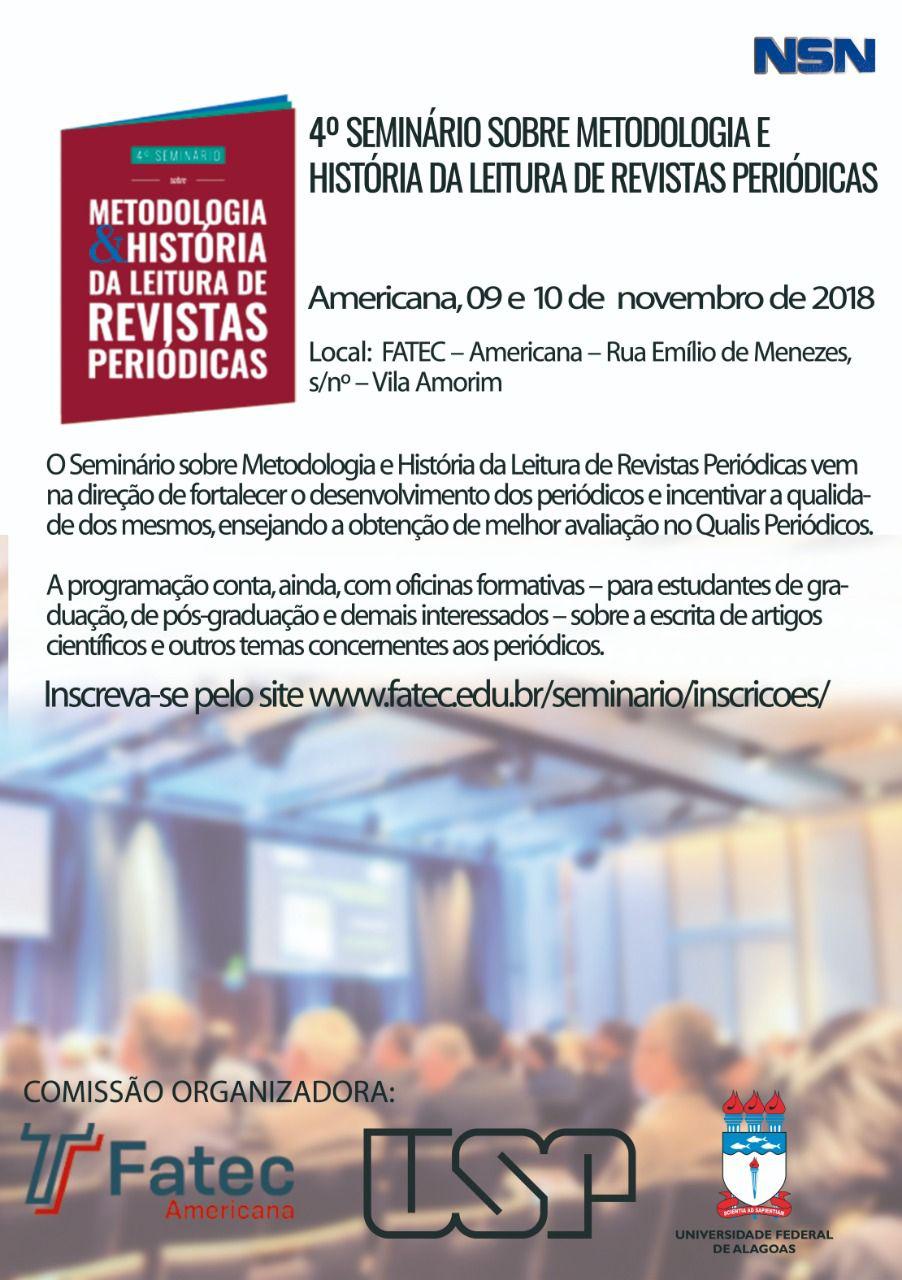 NSN
4º SEMINÁRIO
sobre
METODOLOGIA
& HISTÓRIA
DA LEITURA DE
REVISTAS
PERIÓDICAS
4º SEMINÁRIO SOBRE METODOLOGIA E
HISTÓRIA DA LEITURA DE REVISTAS PERIÓDICAS
Americana, 09 e 10 de novembro de 2018
Local: FATEC – Americana – Rua Emílio de Menezes,
s/nº – Vila Amorim
O Seminário sobre Metodologia e História da Leitura de Revistas Periódicas vem
na direção de fortalecer o desenvolvimento dos periódicos e incentivar a qualida-
de dos mesmos, ensejando a obtenção de melhor avaliação no Qualis Periódicos.
A programação conta, ainda, com oficinas formativas – para estudantes de gra-
duação, de pós-graduação e demais interessados – sobre a escrita de artigos
científicos e outros temas concernentes aos periódicos.
Inscreva-se pelo site www.fatec.edu.br/seminario/inscricoes/
COMISSÃO ORGANIZADORA:
Fatec
Americana
USP
SCIENTIA AD SAPIENTIAM
UNIVERSIDADE FEDERAL
DE ALAGOAS